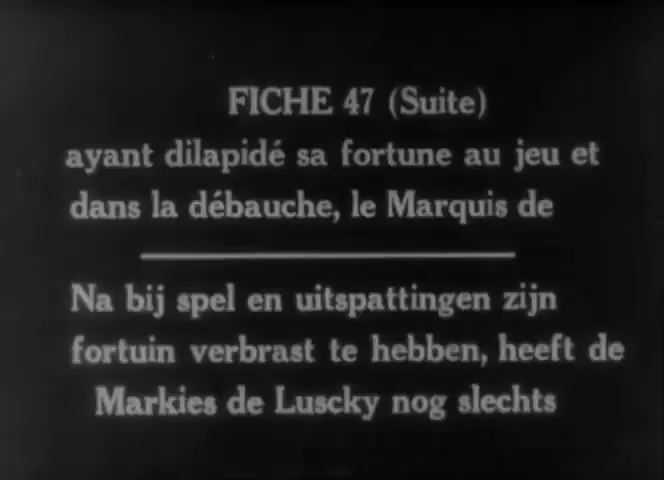 FICHE 47 (Suite)
ayant dilapidé sa fortune au jeu et
dans la débauche, le Marquis de
Na bij spel en uitspattingen zijn
fortuin verbrast te hebben, heeft de
Markies de Luscky nog slechts